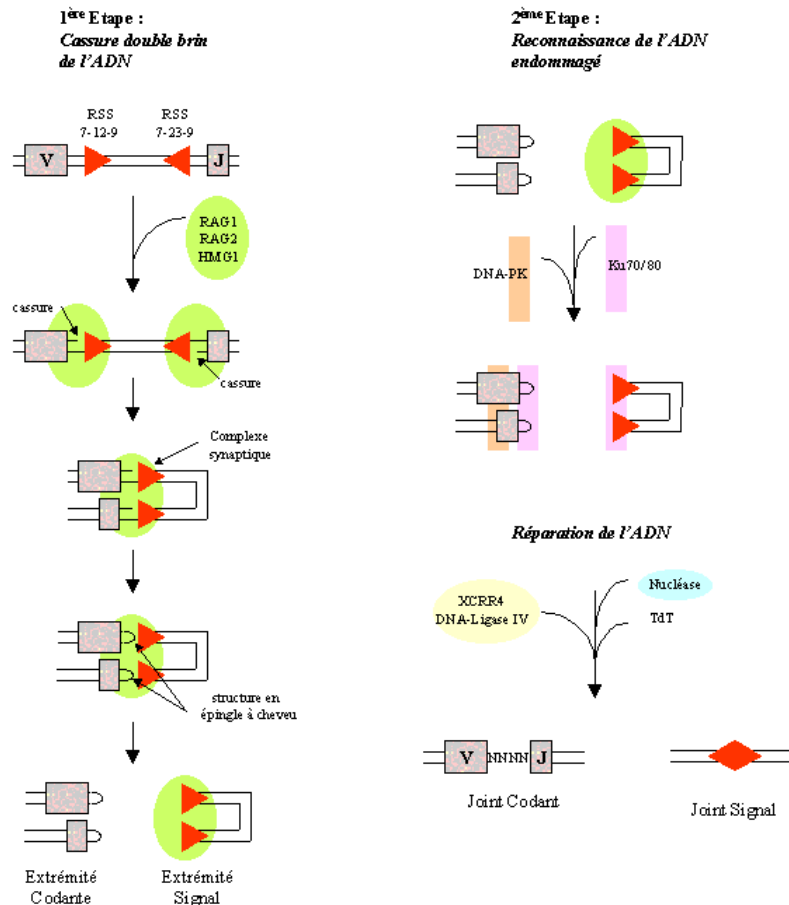 1ère Etape :
Cassure double brin
de l'ADN
RSS
7-12-9
RSS
7-23-9
V
J
RAG1
RAG2
HMG1
cassure
cassure
Complexe
synaptique
structure en
épingle à cheveu
Extrémité
Codante
Extrémité
Signal
2ème Etape :
Reconnaissance de l'ADN
endommagé
DNA-PK
Ku70/80
Réparation de l'ADN
XCRR4
DNA-Ligase IV
Nucléase
TdT
V
NNNN
J
Joint Codant
Joint Signal